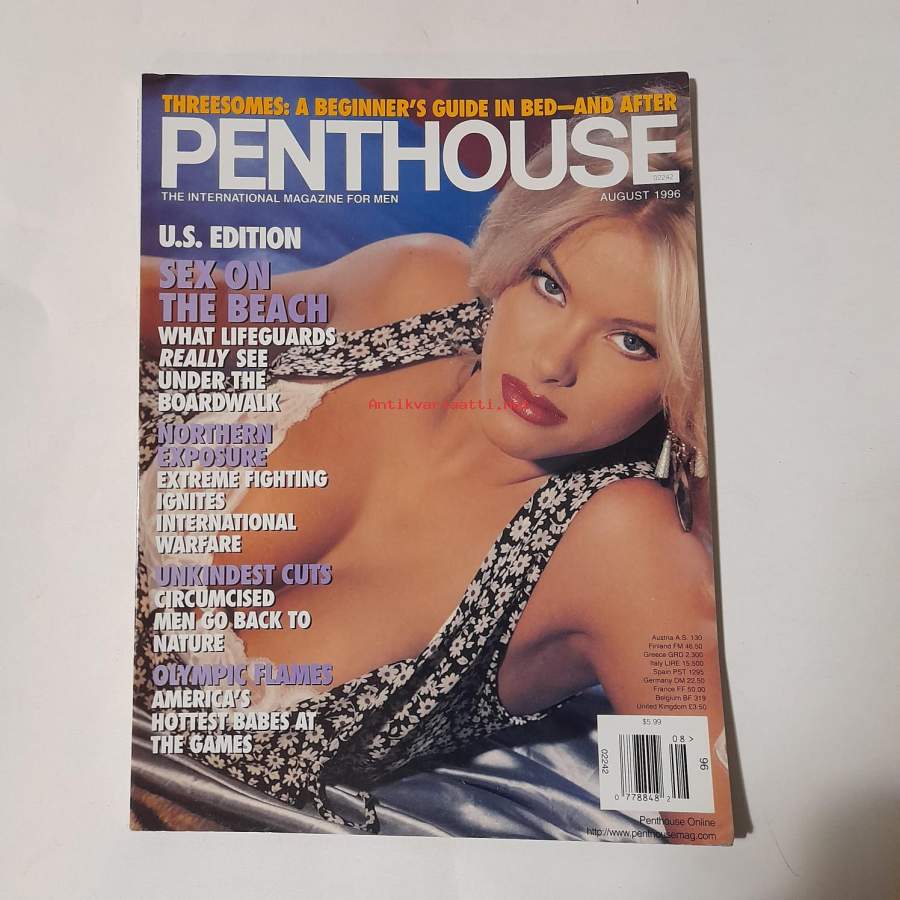 THREESOMES: A BEGINNER'S GUIDE IN BED—AND AFTER
PENTHOUSE
02242
THE INTERNATIONAL MAGAZINE FOR MEN
AUGUST 1996
U.S. EDITION
SEX ON
THE BEACH
WHAT LIFEGUARDS
REALLY SEE
UNDER THE
BOARDWALK
Antikvariaatti.net
NORTHERN
EXPOSURE
EXTREME FIGHTING
IGNITES
INTERNATIONAL
WARFARE
UNKINDEST CUTS
CIRCUMCISED
MEN GO BACK TO
NATURE
OLYMPIC FLAMES
AMERICA'S
HOTTEST BABES AT
THE GAMES
Austria A.S. 130
Finland FM 46.50
Greece GRD 2,300
Italy LIRE 15,500
Spain PST 1295
Germany DM 22.50
France FF 50.00
Belgium BF 319
United Kingdom £3.50
$5.99
08>
02242
96
0 778848 2
Penthouse Online
http://www.penthousemag.com